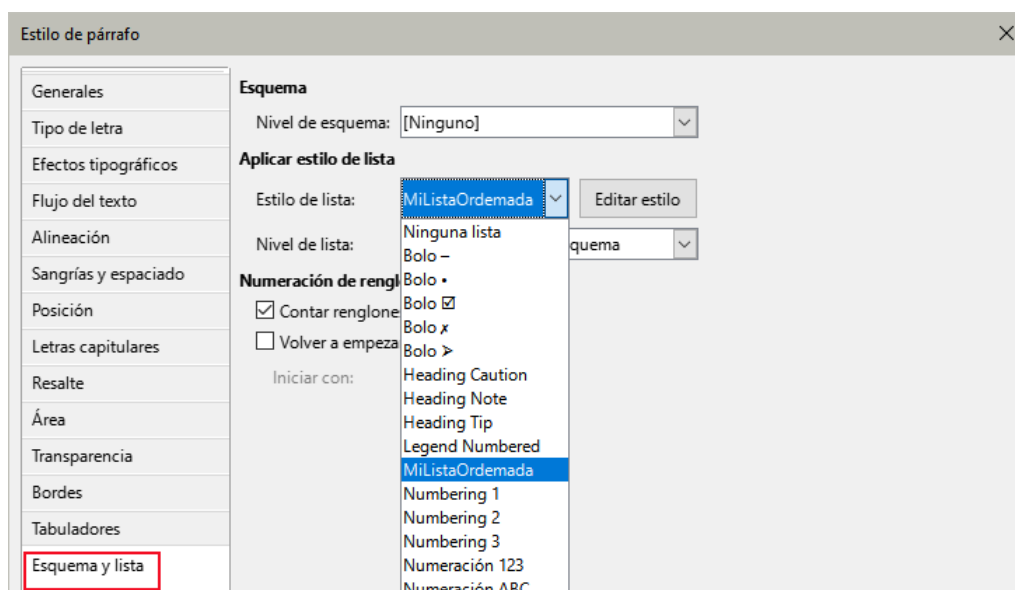 Estilo de párrafo
Generales
Tipo de letra
Efectos tipográficos
Flujo del texto
Alineación
Sangrías y espaciado
Posición
Letras capitulares
Resalte
Área
Transparencia
Bordes
Tabuladores
Esquema y lista
Esquema
Nivel de esquema: [Ninguno]
Aplicar estilo de lista
Estilo de lista: MiListaOrdemada Editar estilo
Nivel de lista: quema
Numeración de rengl
Contar renglone
Volver a empeza
Iniciar con:
Ninguna lista
Bolo –
Bolo •
Bolo ☑
Bolo ✗
Bolo ➢
Heading Caution
Heading Note
Heading Tip
Legend Numbered
MiListaOrdemada
Numbering 1
Numbering 2
Numbering 3
Numeración 123
Numeración ABC